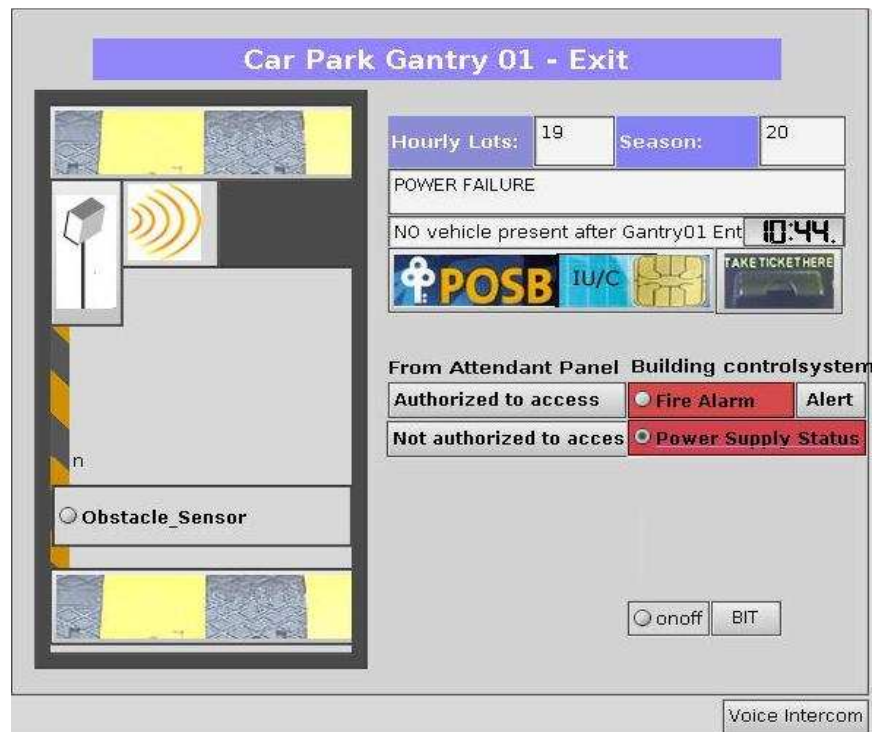 Car Park Gantry 01 - Exit
Hourly Lots: 19 Season: 20
POWER FAILURE
NO vehicle present after Gantry01 Ent 10:44.
POSB IU/C TAKE TICKET HERE
From Attendant Panel Building controlsystem
Authorized to access Fire Alarm Alert
Not authorized to acces Power Supply Status
n
Obstacle_Sensor
onoff BIT
Voice Intercom